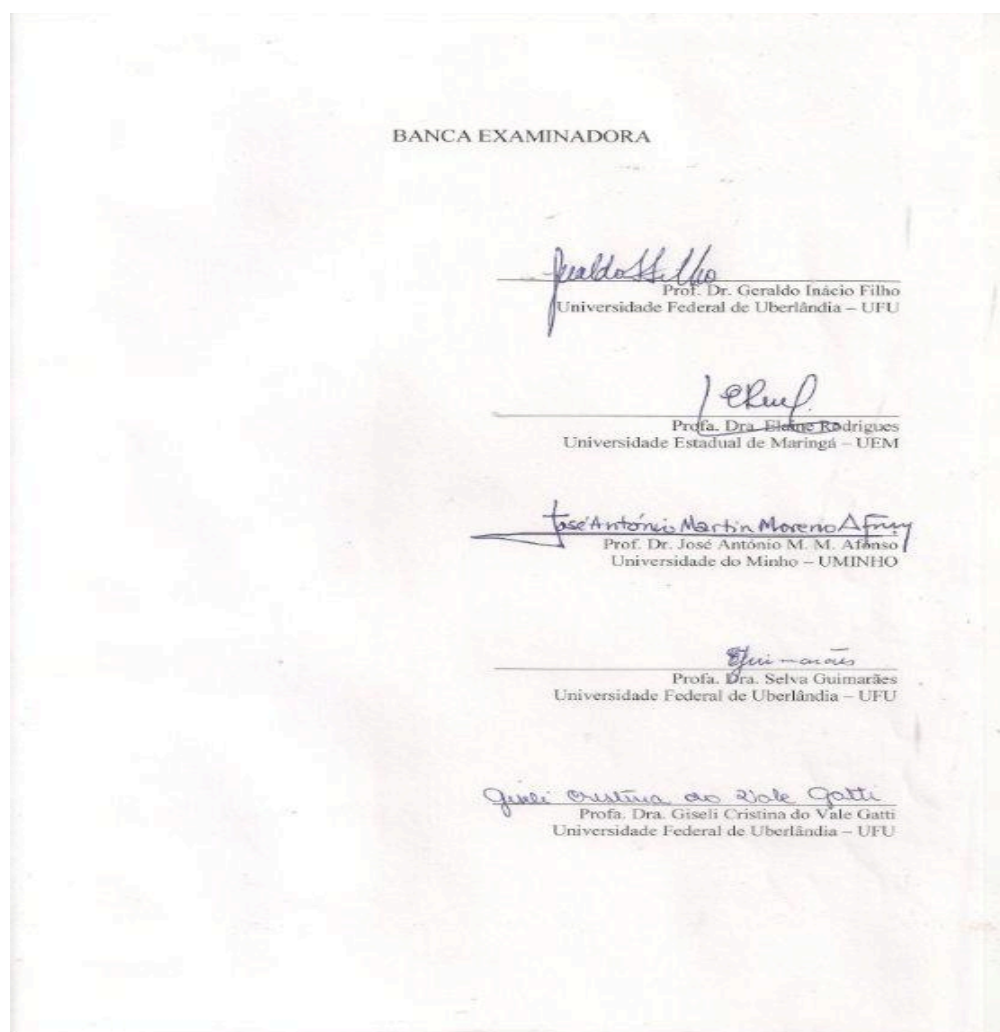 BANCA EXAMINADORA
Prof. Dr. Geraldo Inácio Filho
Universidade Federal de Uberlândia – UFU
Profa. Dra. Elaine Rodrigues
Universidade Estadual de Maringá – UEM
José António Martin Moreno Afonso
Prof. Dr. José António M. M. Afonso
Universidade do Minho – UMINHO
Guimarães
Profa. Dra. Selva Guimarães
Universidade Federal de Uberlândia – UFU
Giseli Cristina do Vale Gatti
Profa. Dra. Giseli Cristina do Vale Gatti
Universidade Federal de Uberlândia – UFU